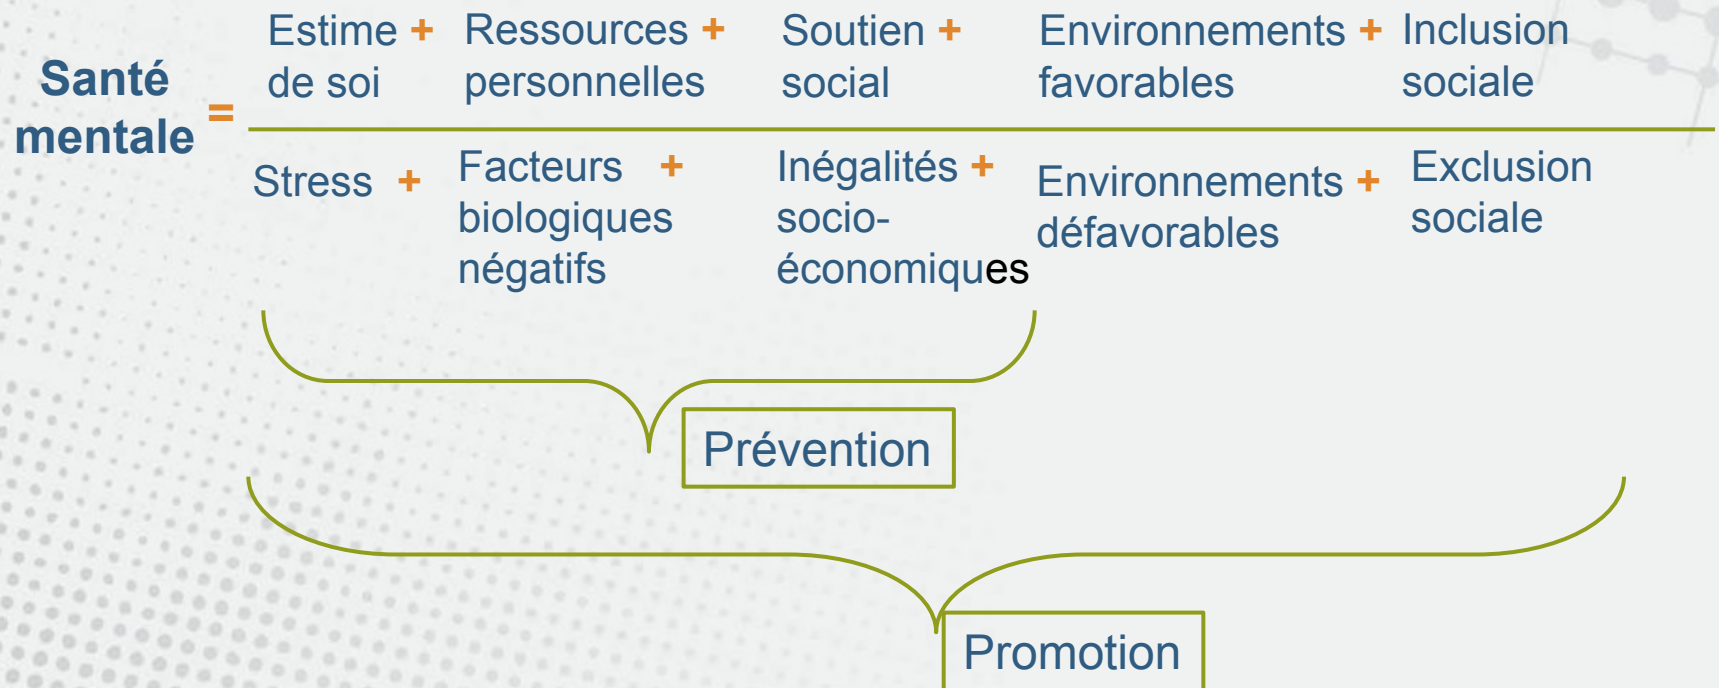 Estime + Ressources + Soutien + Environnements + Inclusion
de soi personnelles social favorables sociale
Santé
mentale =
Stress + Facteurs + Inégalités + Environnements + Exclusion
biologiques socio- défavorables sociale
négatifs économiques
Prévention
Promotion